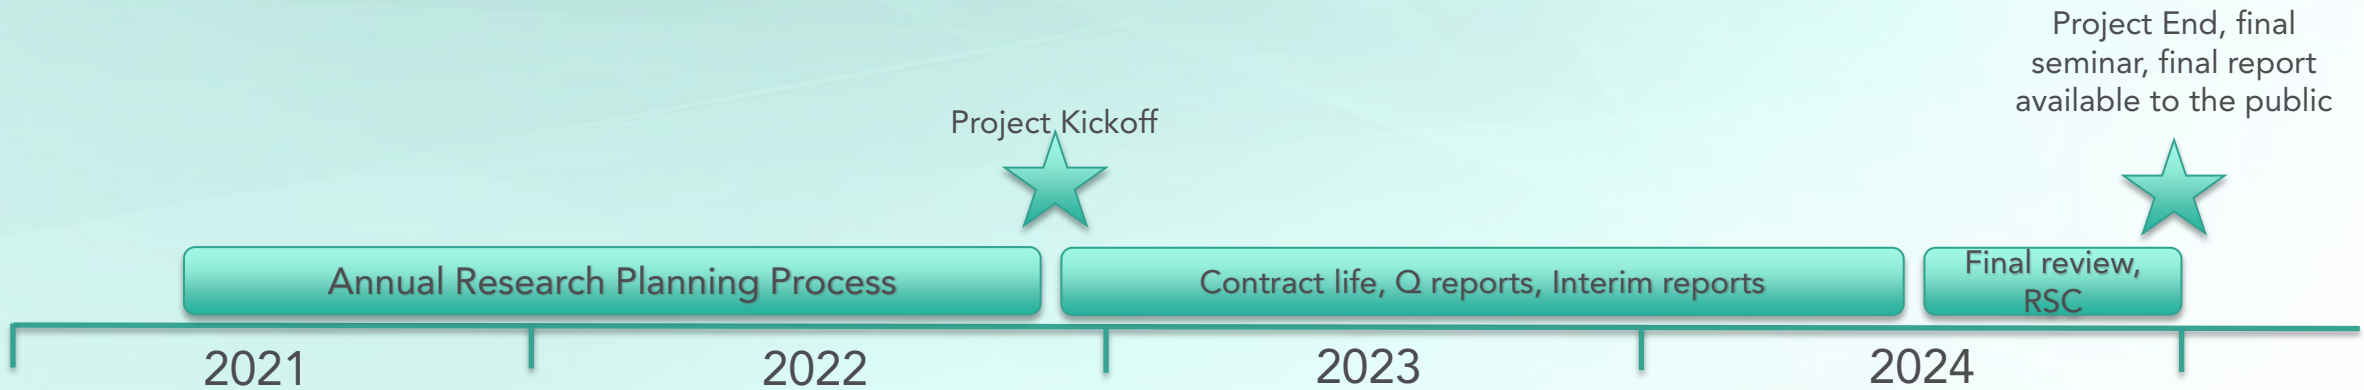 Project End, final
seminar, final report
available to the public
Project Kickoff
Annual Research Planning Process
Contract life, Q reports, Interim reports
Final review,
RSC
2021
2022
2023
2024